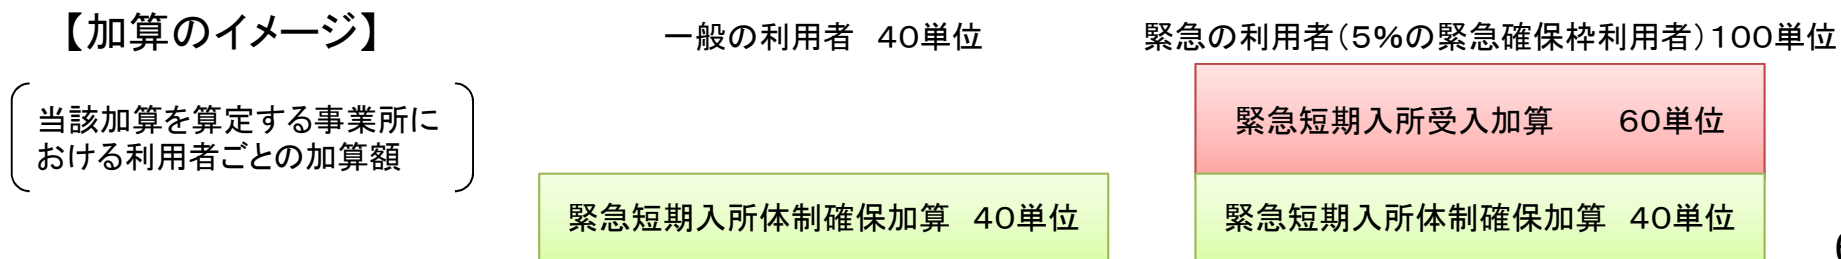 【加算のイメージ】
当該加算を算定する事業所に
おける利用者ごとの加算額
一般の利用者　40単位
緊急短期入所体制確保加算　40単位
緊急の利用者(5%の緊急確保枠利用者)100単位
緊急短期入所受入加算　　60単位
緊急短期入所体制確保加算　40単位